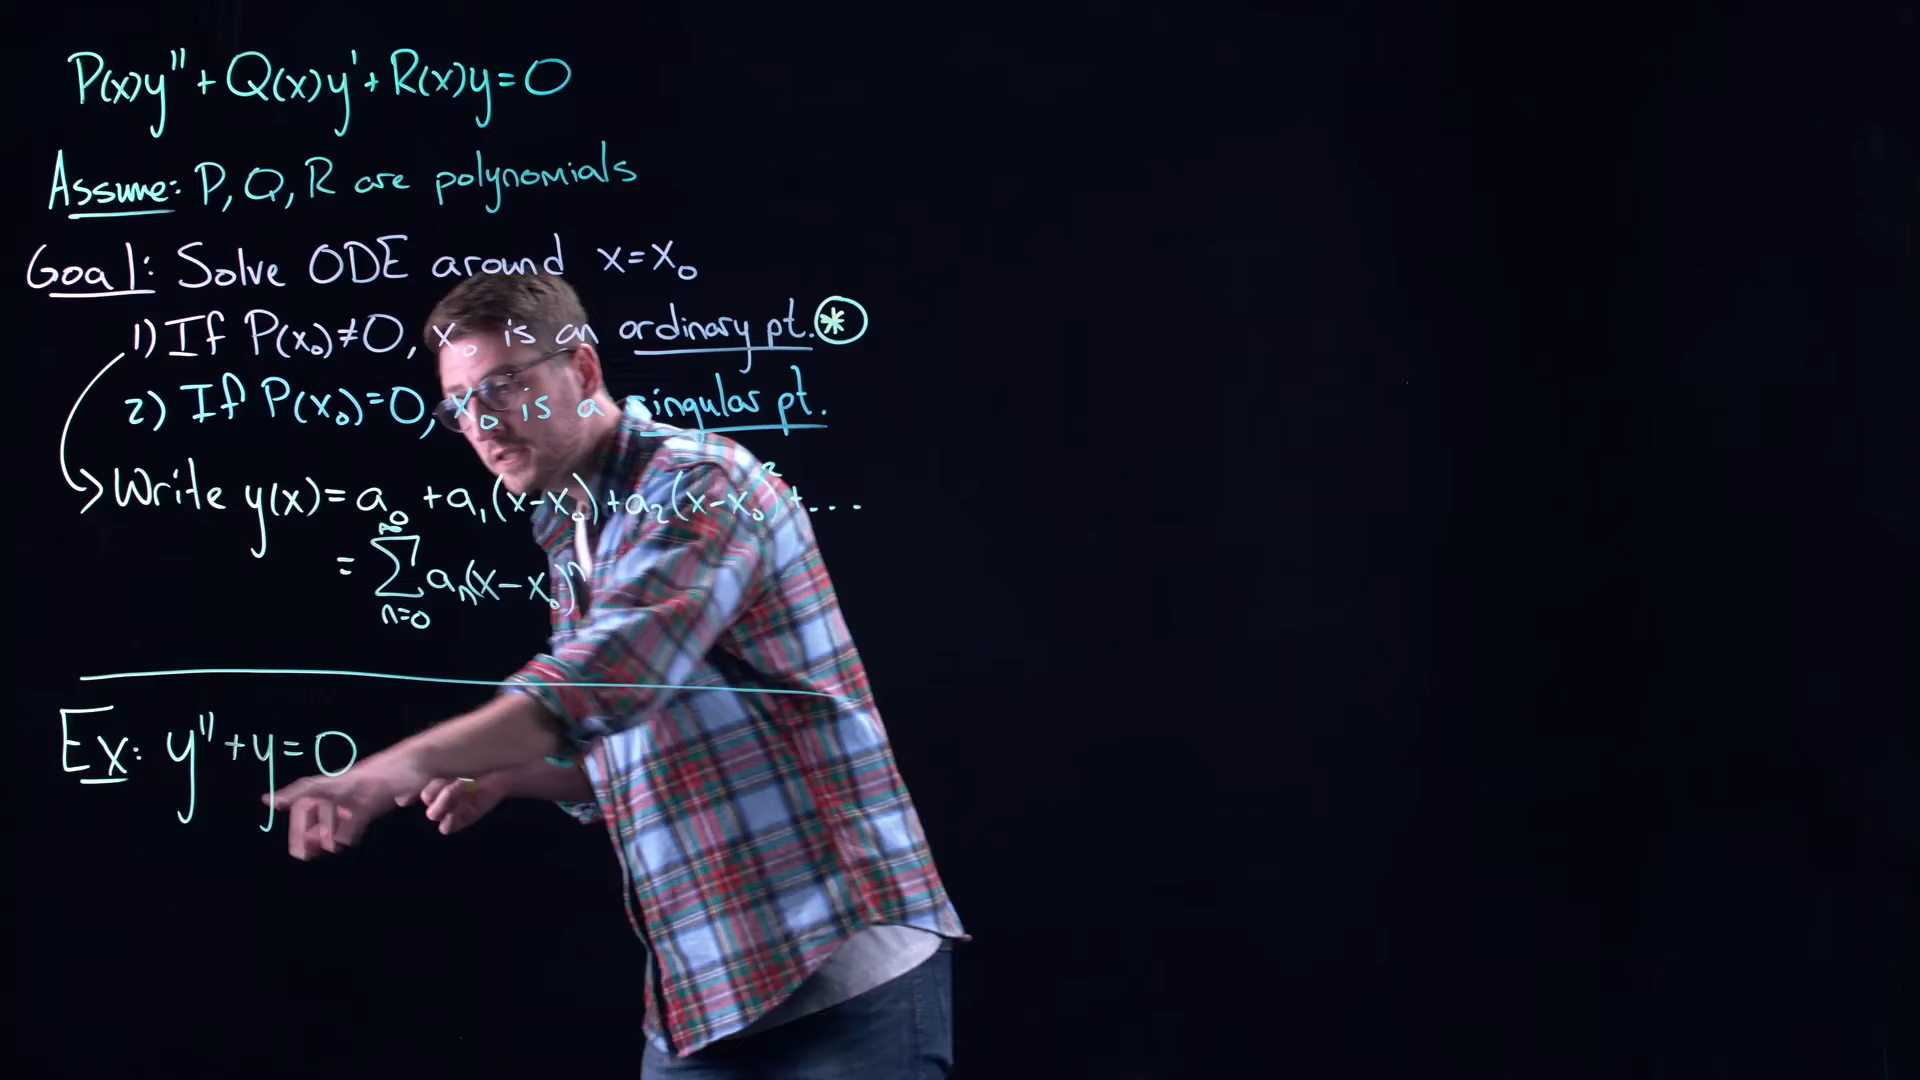 P(x)y'' + Q(x)y' + R(x)y = 0
Assume: P, Q, R are polynomials
Goal: Solve ODE around x = x₀
1) If P(x₀) ≠ 0, x₀ is an ordinary pt. ⊛
2) If P(x₀) = 0, x₀ is a singular pt.
Write y(x) = a₀ + a₁(x-x₀) + a₂(x-x₀)² + ...
= ∑_{n=0}^{∞} aₙ(x-x₀)ⁿ
Ex: y'' + y = 0